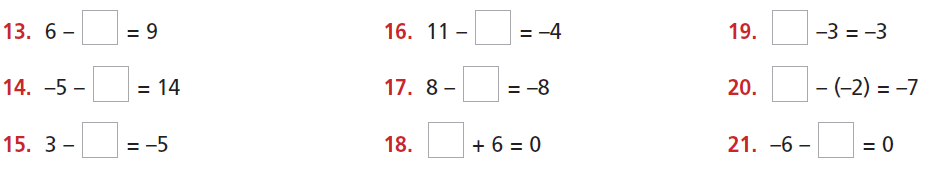 13. 6 – □ = 9
14. –5 – □ = 14
15. 3 – □ = –5
16. 11 – □ = –4
17. 8 – □ = –8
18. □ + 6 = 0
19. □ –3 = –3
20. □ – (–2) = –7
21. –6 – □ = 0